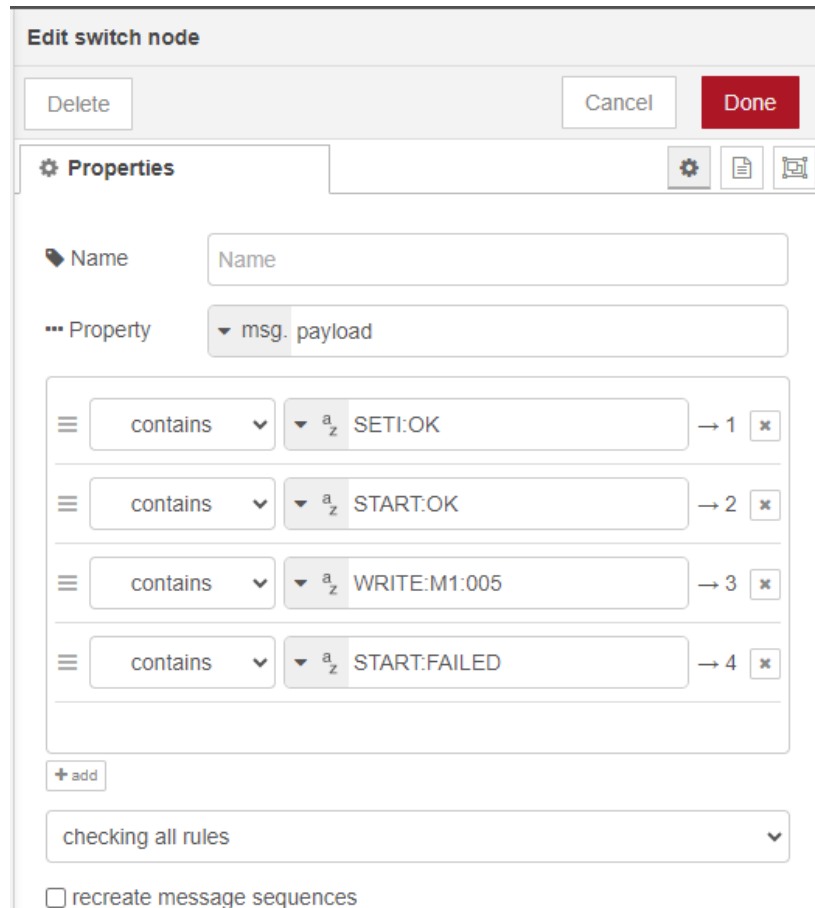 Edit switch node
Delete Cancel Done
Properties
Name Name
Property msg. payload
contains a z SETI:OK → 1
contains a z START:OK → 2
contains a z WRITE:M1:005 → 3
contains a z START:FAILED → 4
+ add
checking all rules
recreate message sequences